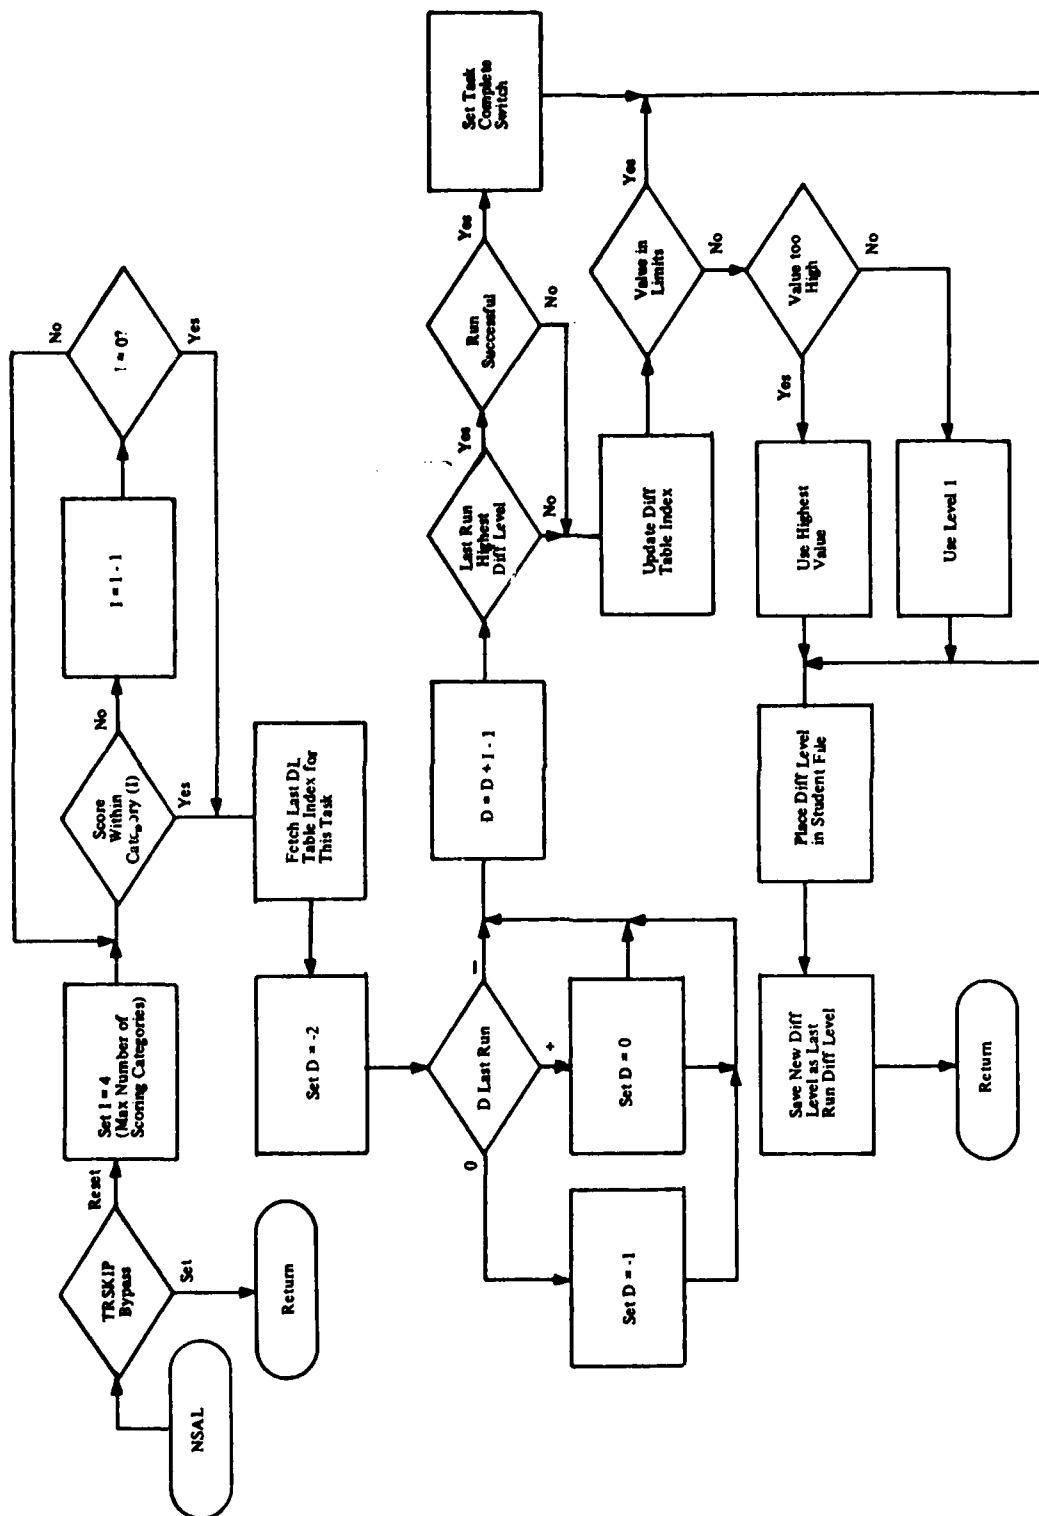 NSAL
TRSKIP
Bypass
Set
Return
Reset
Set I = 4
(Max Number of
Scoring Categories)
Score
Within
(I)
No
Yes
I = I - 1
I = 0?
No
Yes
Fetch Last DL
Table Index for
This Task
Set D = -2
D Last Run
0
+
–
Set D = -1
Set D = 0
D = D + I - 1
Last Run
Highest
Diff Level
Yes
No
Run
Successful
Yes
No
Set Task
Complete
Switch
Update Diff
Table Index
Value in
Limits
Yes
No
Value too
High
Yes
No
Use Highest
Value
Use Level 1
Place Diff Level
in Student File
Save New Diff
Level as Last
Run Diff Level
Return